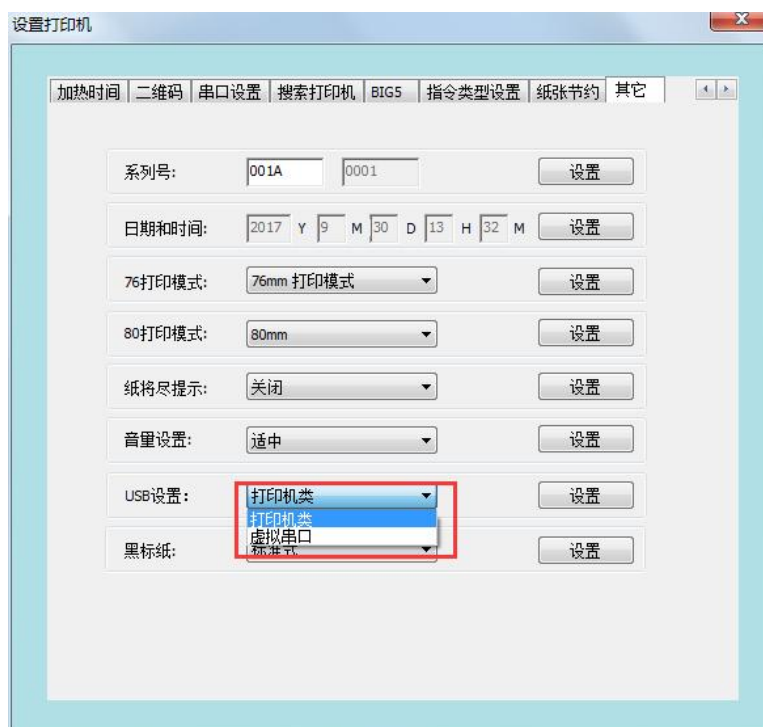 设置打印机
加热时间 二维码 串口设置 搜索打印机 BIG5 指令类型设置 纸张节约 其它
系列号: 001A 0001 设置
日期和时间: 2017 Y 9 M 30 D 13 H 32 M 设置
76打印模式: 76mm 打印模式 设置
80打印模式: 80mm 设置
纸将尽提示: 关闭 设置
音量设置: 适中 设置
USB设置: 打印机类 设置
打印机类
虚拟串口
黑标纸: 标准式 设置